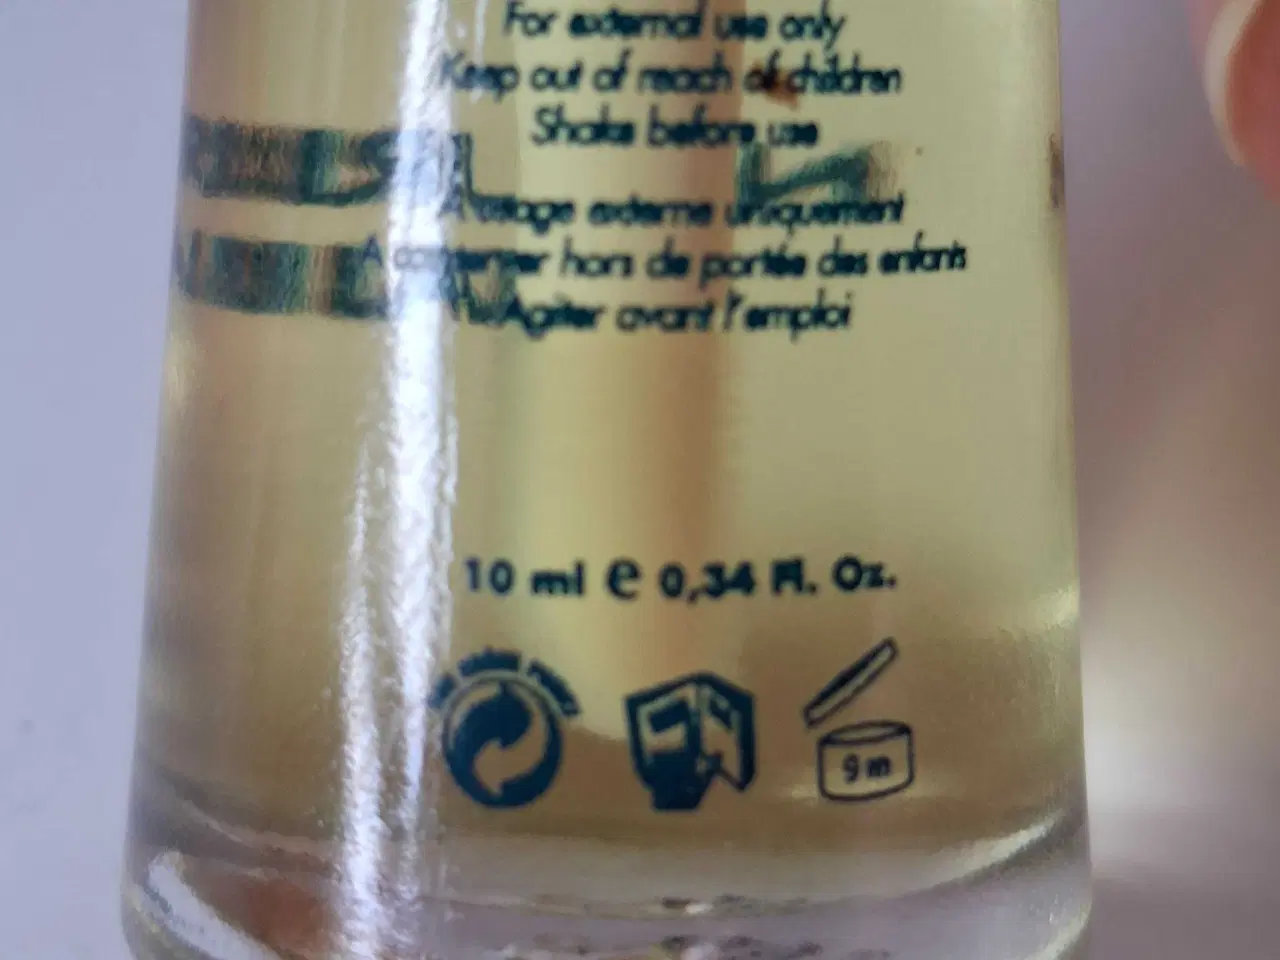 For external use only
Keep out of reach of children
Shake before use
A usage externe uniquement
A conserver hors de portée des enfants
Agiter avant l'emploi
10 ml e 0,34 Fl. Oz.
9 m